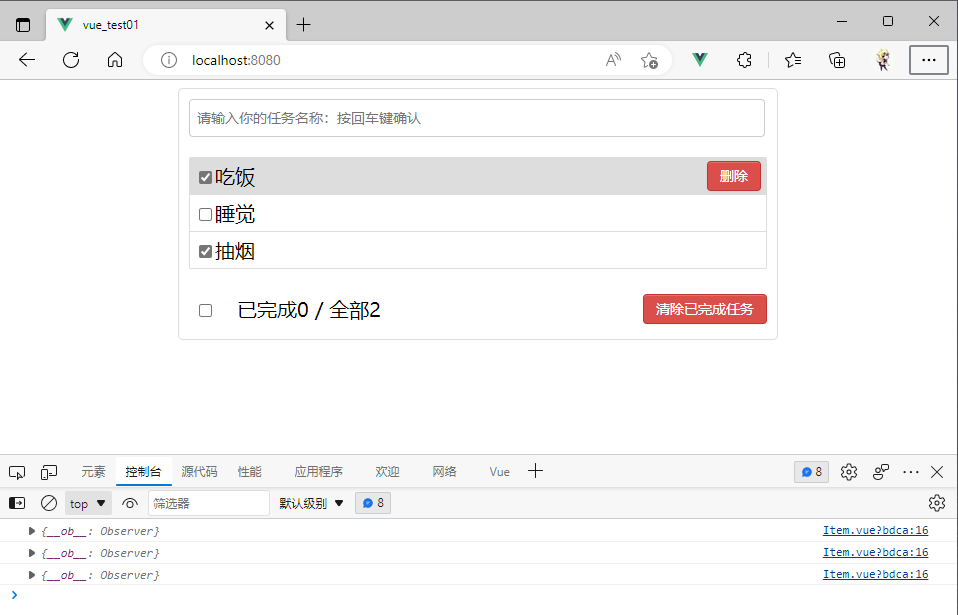 vue_test01
localhost:8080
请输入你的任务名称：按回车键确认
吃饭 删除
睡觉
抽烟
已完成0 / 全部2 清除已完成任务
元素 控制台 源代码 性能 应用程序 欢迎 网络 Vue 8
top 筛选器 默认级别 8
{__ob__: Observer} Item.vue?bdca:16
{__ob__: Observer} Item.vue?bdca:16
{__ob__: Observer} Item.vue?bdca:16